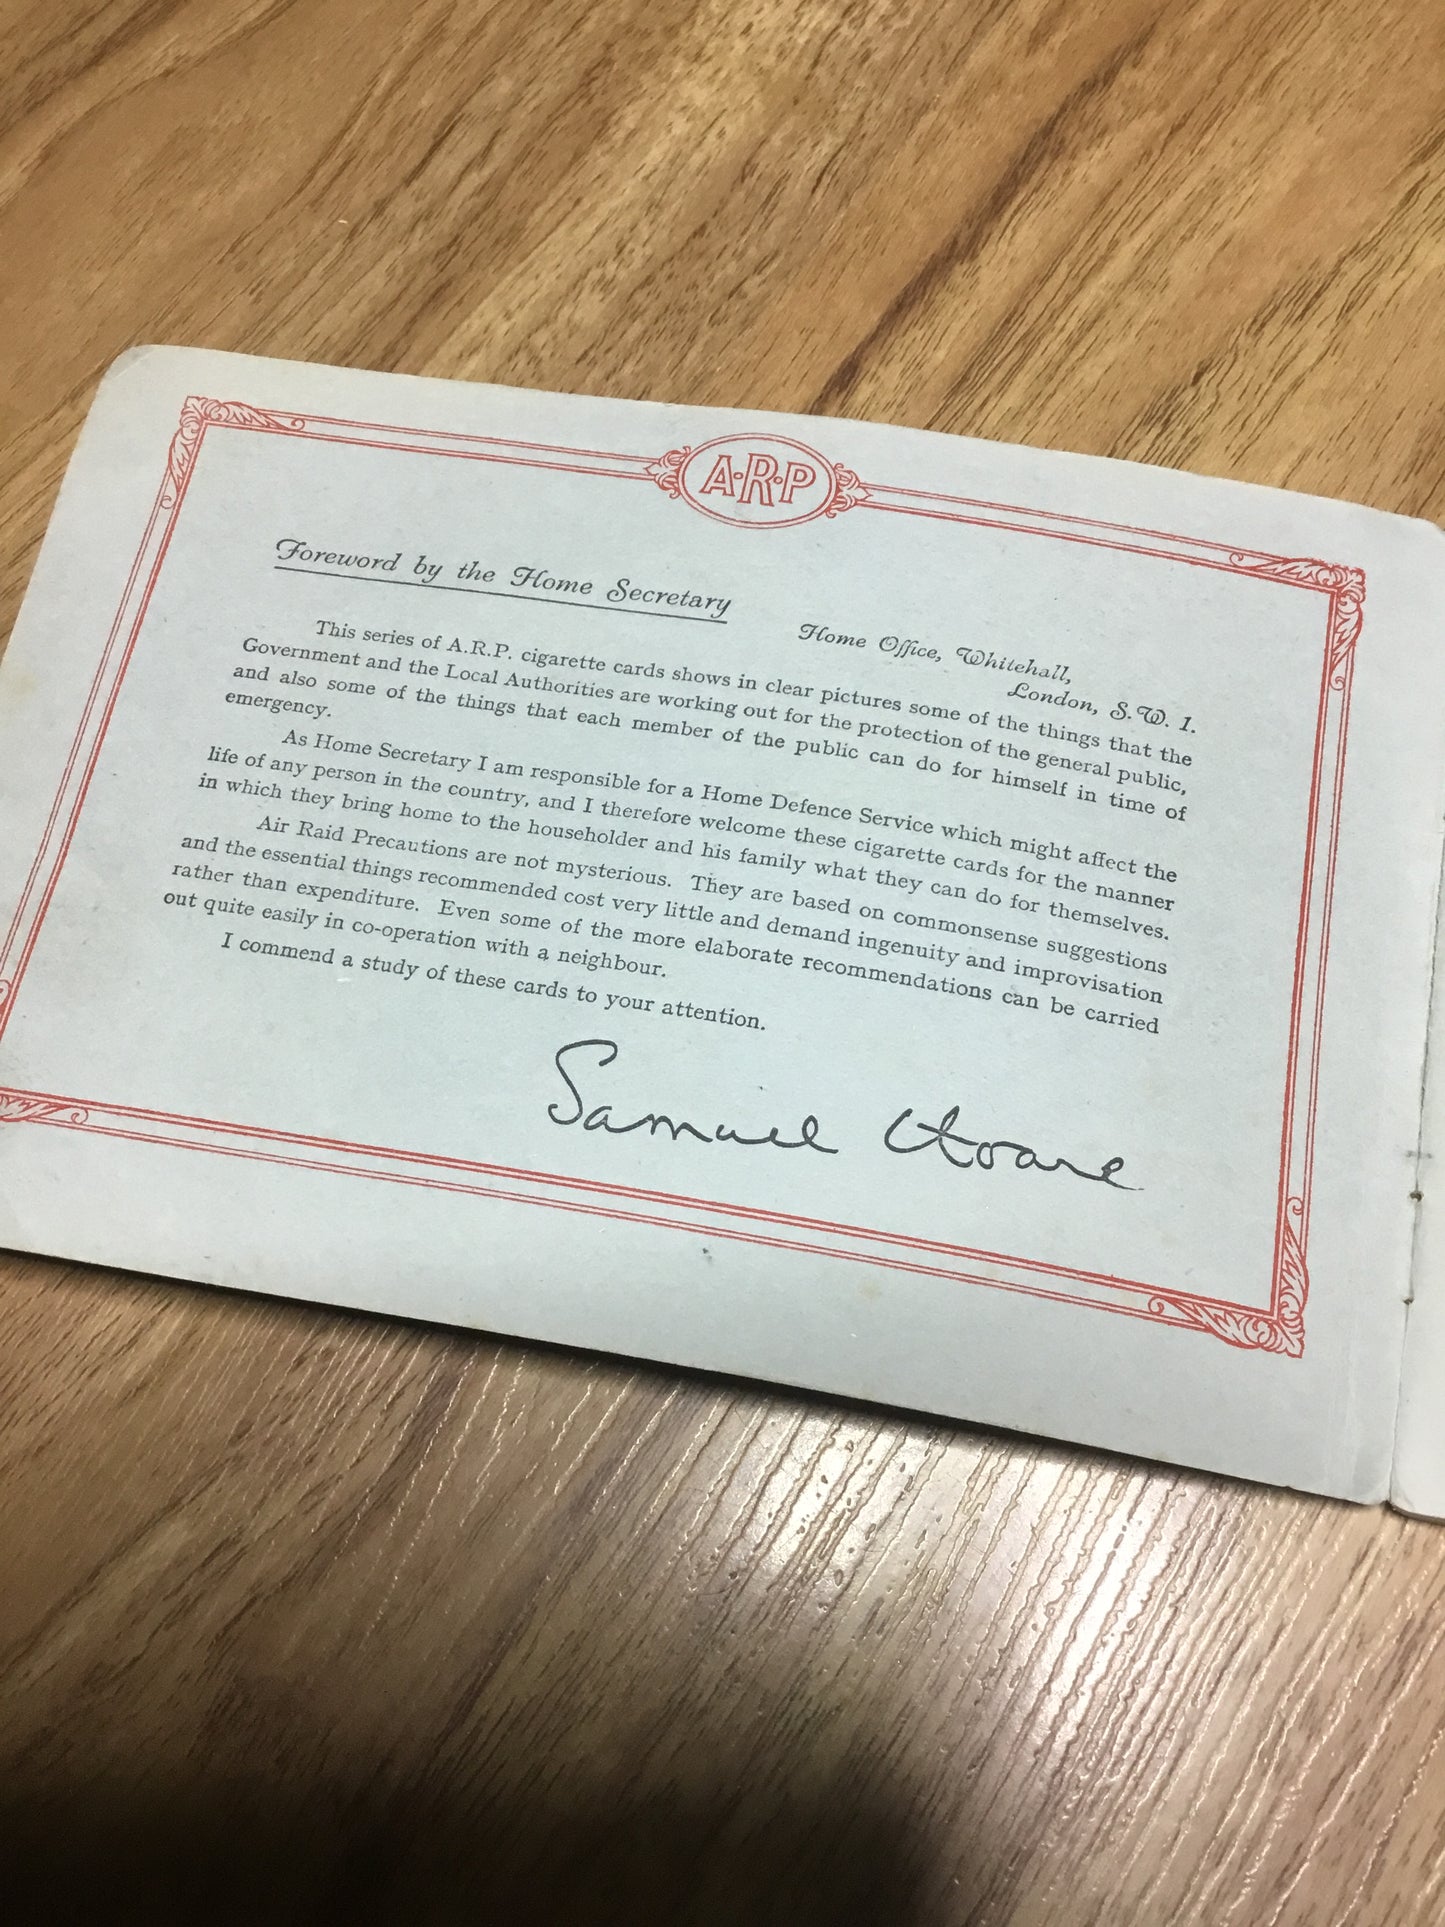 A·R·P
Foreword by the Home Secretary
Home Office, Whitehall,
London, S.W. 1.
This series of A.R.P. cigarette cards shows in clear pictures some of the things that the
Government and the Local Authorities are working out for the protection of the general public,
and also some of the things that each member of the public can do for himself in time of
emergency.
As Home Secretary I am responsible for a Home Defence Service which might affect the
life of any person in the country, and I therefore welcome these cigarette cards for the manner
in which they bring home to the householder and his family what they can do for themselves.
Air Raid Precautions are not mysterious. They are based on commonsense suggestions
and the essential things recommended cost very little and demand ingenuity and improvisation
rather than expenditure. Even some of the more elaborate recommendations can be carried
out quite easily in co-operation with a neighbour.
I commend a study of these cards to your attention.
Samuel Hoare